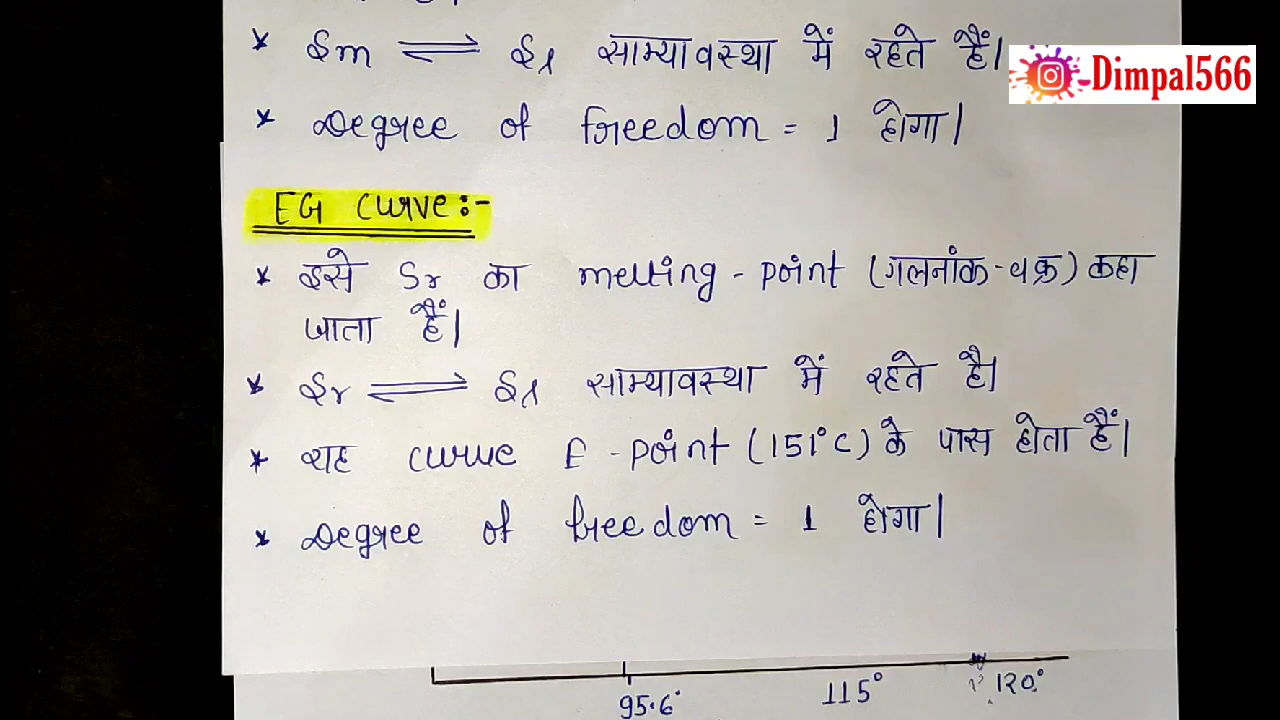 * Sm ⇌ Sl साम्यावस्था में रहते हैं।
-Dimpal566
* Degree of freedom = 1 होगा।
EG Curve:-
* इसे Sr का melting - point (गलनांक-वक्र) कहा
जाता हैं।
* Sr ⇌ Sl साम्यावस्था में रहते है।
* यह curve E - point (151°C) के पास होता हैं।
* Degree of freedom = 1 होगा।
95.6° 115° 120°